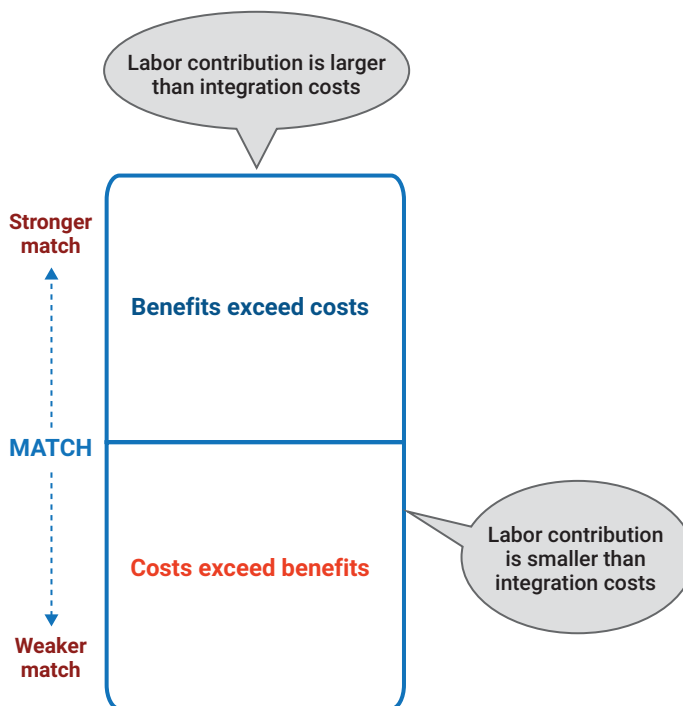 Labor contribution is larger
than integration costs
Stronger
match
Benefits exceed costs
MATCH
Labor contribution
is smaller than
integration costs
Costs exceed benefits
Weaker
match